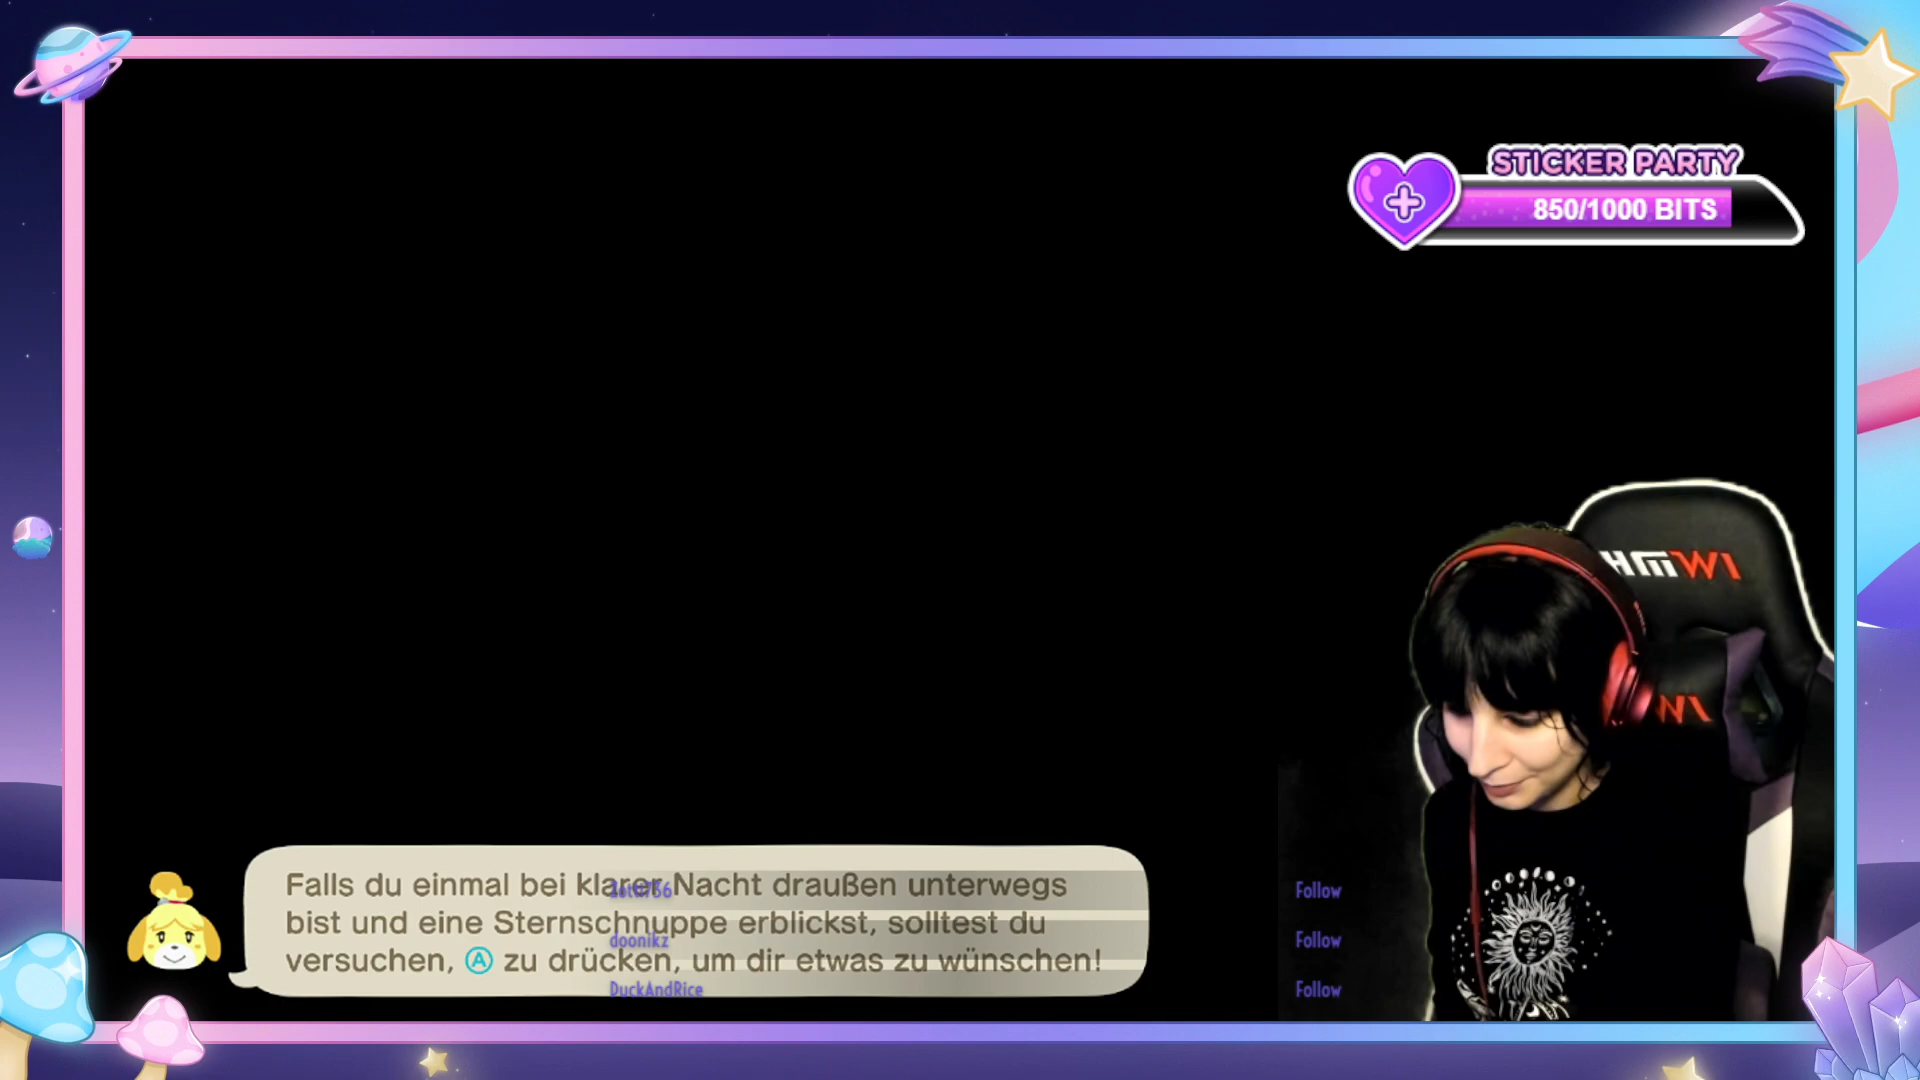 STICKER PARTY
850/1000 BITS
Falls du einmal bei klarer Nacht draußen unterwegs
bist und eine Sternschnuppe erblickst, solltest du
versuchen, A zu drücken, um dir etwas zu wünschen!
doonikz
DuckAndRice
Follow
Follow
Follow